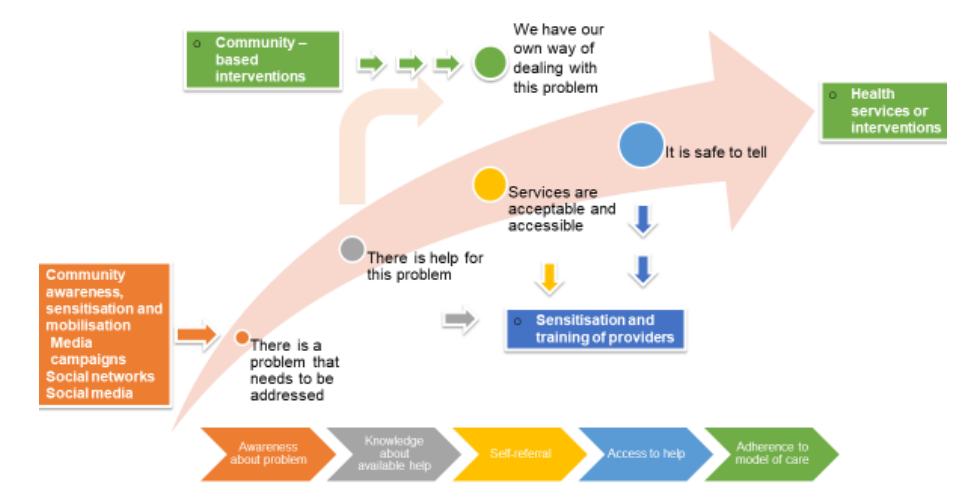 Community –
based
interventions
We have our
own way of
dealing with
this problem
Health
services or
interventions
It is safe to tell
Services are
acceptable and
accessible
There is help for
this problem
Community
awareness,
sensitisation and
mobilisation
Media
campaigns
Social networks
Social media
There is a
problem that
needs to be
addressed
Sensitisation and
training of providers
Awareness
about problem
Knowledge
about
available help
Self-referral
Access to help
Adherence to
model of care